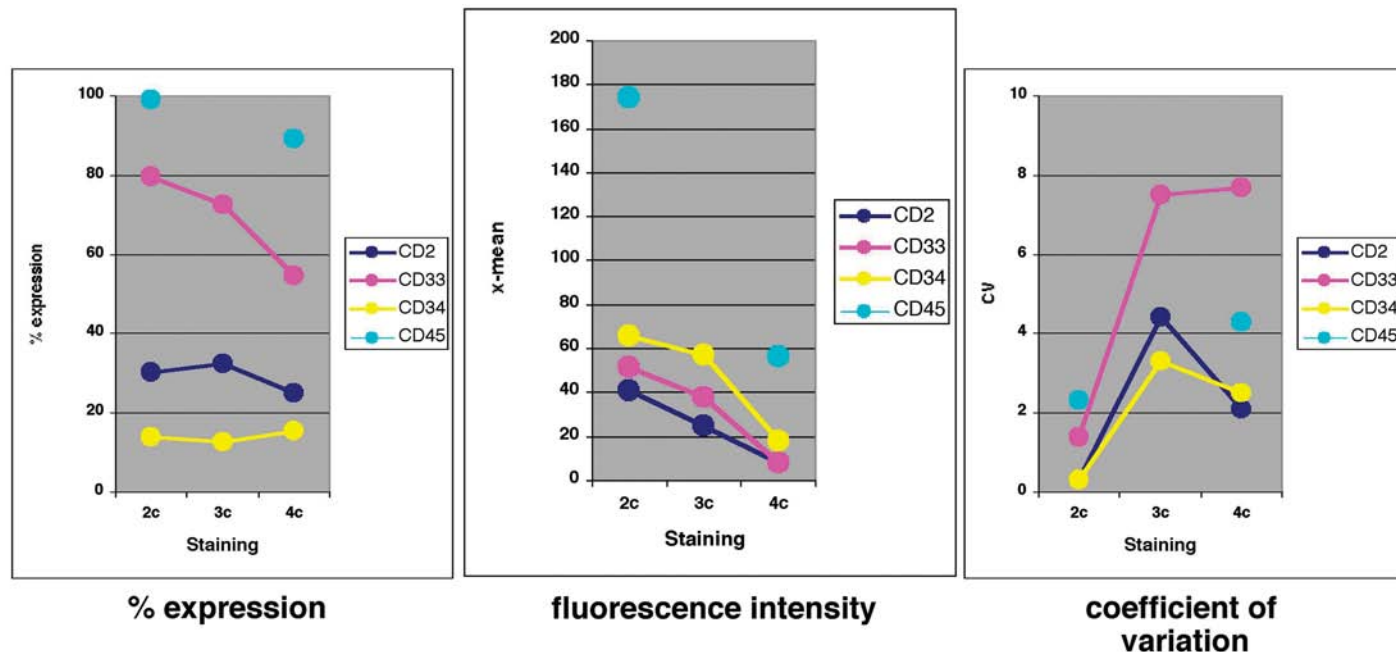 100
80
60
40
20
0
% expression
2c 3c 4c
Staining
CD2
CD33
CD34
CD45
% expression
200
180
160
140
120
100
80
60
40
20
0
x-mean
2c 3c 4c
Staining
CD2
CD33
CD34
CD45
fluorescence intensity
10
8
6
4
2
0
CV
2c 3c 4c
Staining
CD2
CD33
CD34
CD45
coefficient of
variation